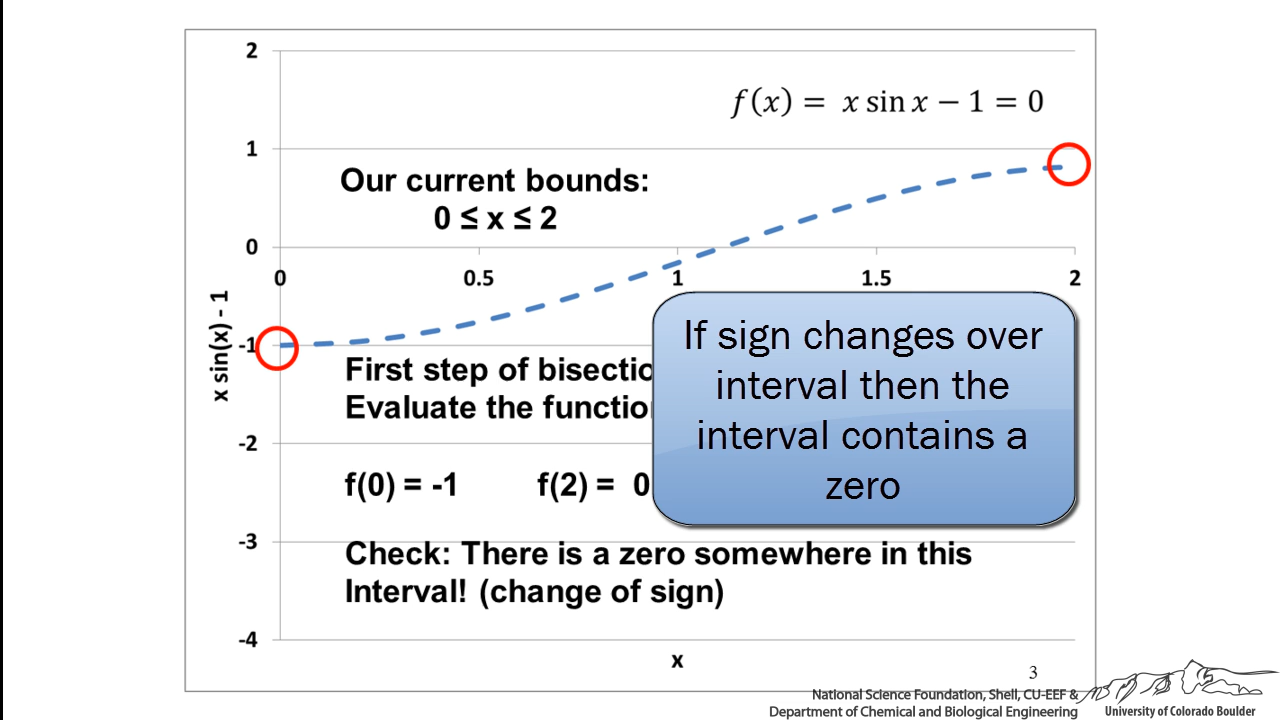 2
f(x) = x sin x − 1 = 0
1
Our current bounds:
0 ≤ x ≤ 2
0
0 0.5 1 1.5 2
x sin(x) - 1
-1
If sign changes over
interval then the
interval contains a
zero
First step of
Evaluate the
-2
f(0) = -1 f(2) = 0
-3
Check: There is a zero somewhere in this
Interval! (change of sign)
-4
x
3
National Science Foundation, Shell, CU-EEF &
Department of Chemical and Biological Engineering
University of Colorado Boulder